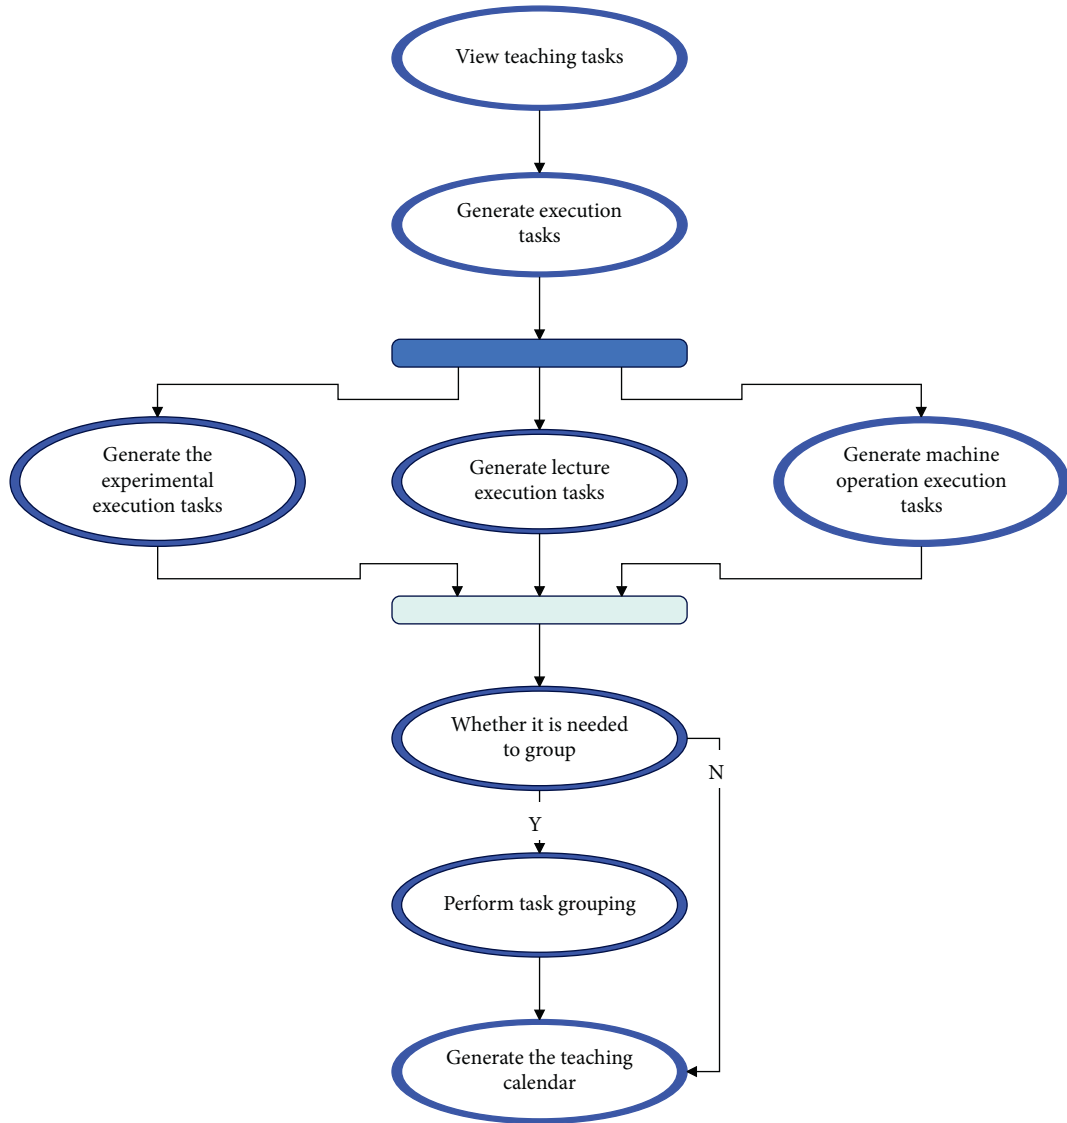 View teaching tasks
Generate execution
tasks
Generate the
experimental
execution tasks
Generate lecture
execution tasks
Generate machine
operation execution
tasks
Whether it is needed
to group
N
Y
Perform task grouping
Generate the teaching
calendar